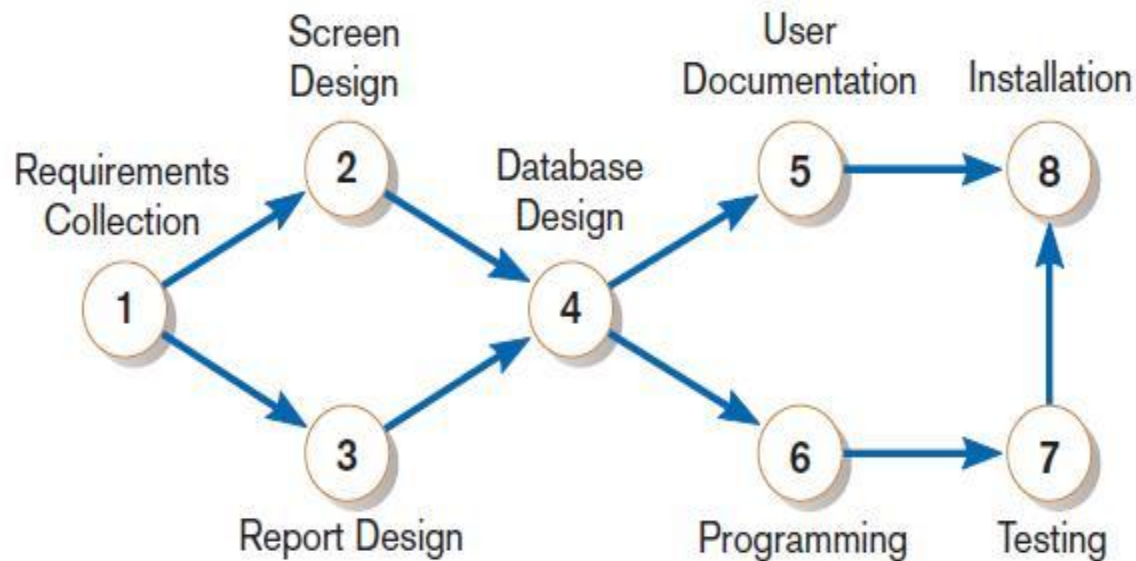 Screen
Design
User
Documentation
Installation
Requirements
Collection
2
Database
Design
5
8
1
4
3
6
7
Report Design
Programming
Testing